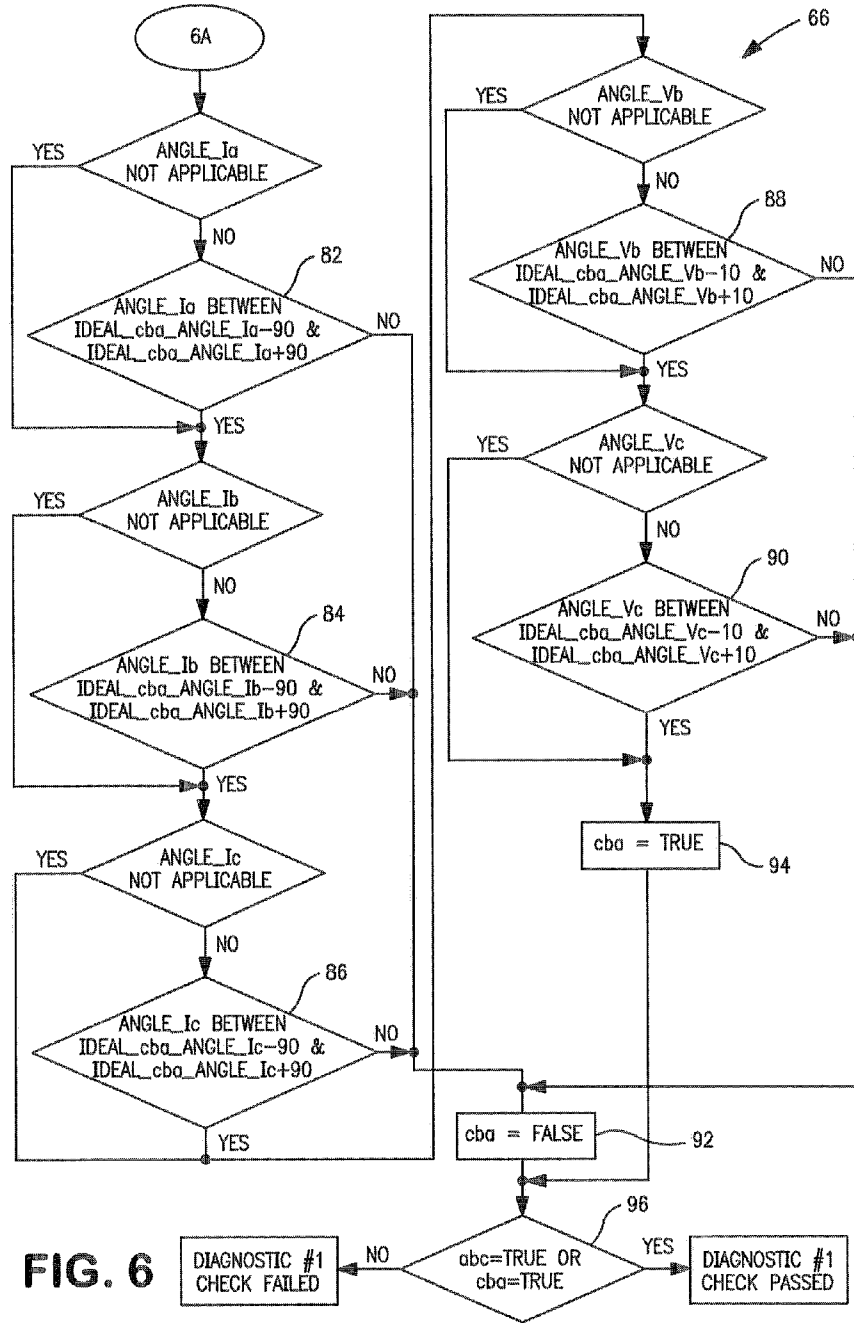 6A
ANGLE_Ia
NOT APPLICABLE
YES
NO
82
ANGLE_Ia BETWEEN
IDEAL_cba_ANGLE_Ia-90 &
IDEAL_cba_ANGLE_Ia+90
NO
YES
ANGLE_Ib
NOT APPLICABLE
YES
NO
84
ANGLE_Ib BETWEEN
IDEAL_cba_ANGLE_Ib-90 &
IDEAL_cba_ANGLE_Ib+90
NO
YES
ANGLE_Ic
NOT APPLICABLE
YES
NO
86
ANGLE_Ic BETWEEN
IDEAL_cba_ANGLE_Ic-90 &
IDEAL_cba_ANGLE_Ic+90
NO
YES
66
ANGLE_Vb
NOT APPLICABLE
YES
NO
88
ANGLE_Vb BETWEEN
IDEAL_cba_ANGLE_Vb-10 &
IDEAL_cba_ANGLE_Vb+10
NO
YES
ANGLE_Vc
NOT APPLICABLE
YES
NO
90
ANGLE_Vc BETWEEN
IDEAL_cba_ANGLE_Vc-10 &
IDEAL_cba_ANGLE_Vc+10
NO
YES
cba = TRUE
94
cba = FALSE
92
96
abc=TRUE OR
cba=TRUE
NO
YES
DIAGNOSTIC #1
CHECK FAILED
DIAGNOSTIC #1
CHECK PASSED
FIG. 6